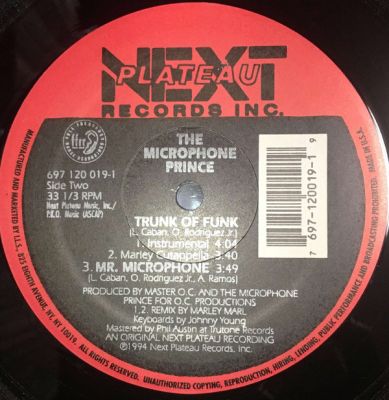 NEXT
PLATEAU
RECORDS INC.
ffrr
THE
MICROPHONE
PRINCE
697 120 019-1
Side Two
33 1/3 RPM
Next Plateau Music, Inc./
P.K.O. Music (ASCAP)
7 697-120019-1 9
TRUNK OF FUNK
(L. Caban, O. Rodriguez Jr.)
1. Instrumental 4:04
2. Marley Cutappella 3:40
3. MR. MICROPHONE 3:49
(L. Caban, O. Rodriguez Jr., A. Ramos)
PRODUCED BY MASTER O.C. AND THE MICROPHONE
PRINCE FOR O.C. PRODUCTIONS
1.2. REMIX BY MARLEY MARL
Keyboards by Johnny Young
Mastered by Phil Austin at Trutone Records
AN ORIGINAL NEXT PLATEAU RECORDING
℗1994 Next Plateau Records, Inc.
MANUFACTURED AND MARKETED BY I.L.S., 825 EIGHTH AVENUE, NY, NY 10019. ALL RIGHTS RESERVED. UNAUTHORIZED COPYING, REPRODUCTION, HIRING, LENDING, PUBLIC PERFORMANCE AND BROADCASTING PROHIBITED. MADE IN U.S.A.